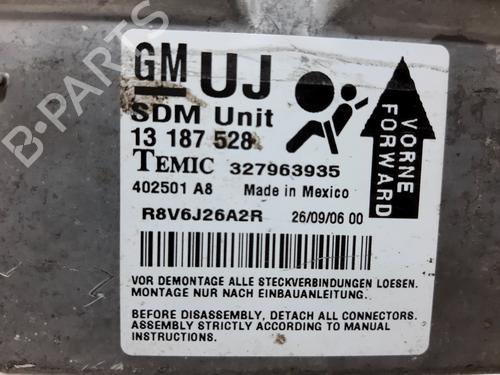 GM UJ
SDM Unit
13 187 528
TEMIC 327963935
402501 A8 Made in Mexico
R8V6J26A2R 26/09/06 00
VORNE
FORWARD
VOR DEMONTAGE ALLE STECKVERBINDUNGEN LOESEN.
MONTAGE NUR NACH EINBAUANLEITUNG.
BEFORE DISASSEMBLY, DETACH ALL CONNECTORS.
ASSEMBLY STRICTLY ACCORDING TO MANUAL
INSTRUCTIONS.